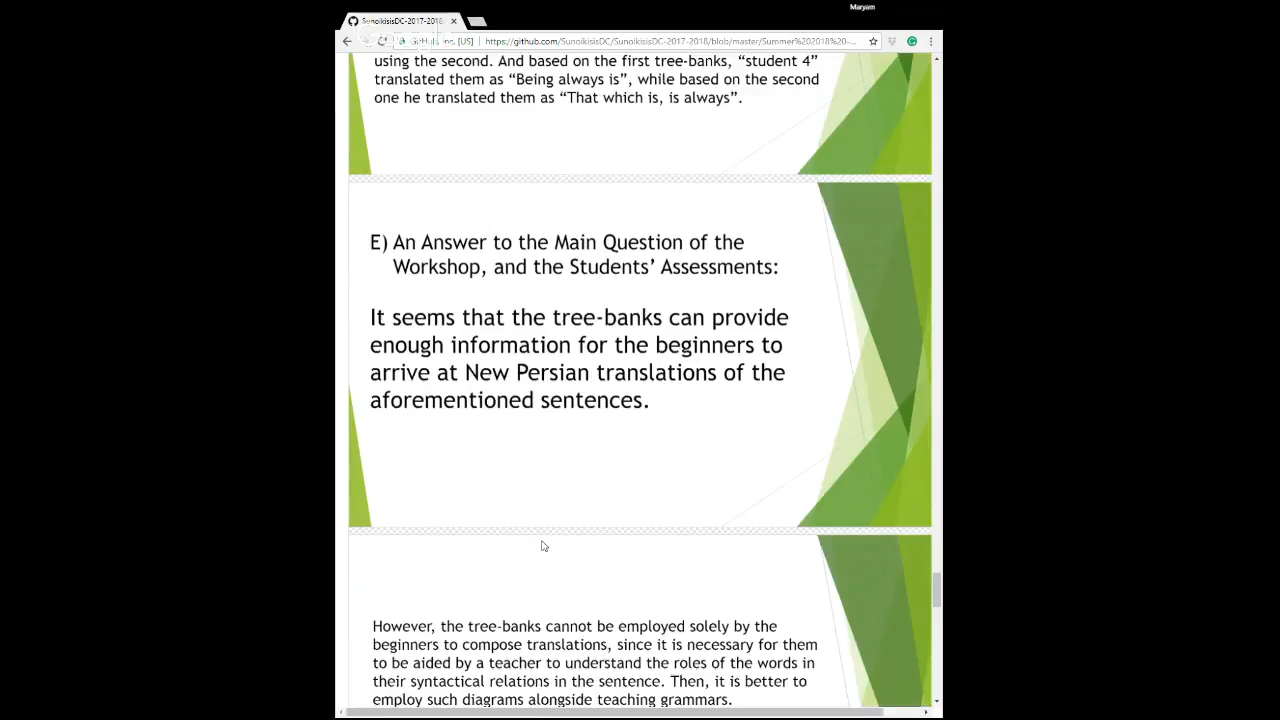 Maryam
SunoikisisDC-2017-2018
GitHub, Inc. [US]
https://github.com/SunoikisisDC/SunoikisisDC-2017-2018/blob/master/Summer%202018%20-...
using the second. And based on the first tree-banks, “student 4”
translated them as “Being always is”, while based on the second
one he translated them as “That which is, is always”.
E) An Answer to the Main Question of the
Workshop, and the Students’ Assessments:
It seems that the tree-banks can provide
enough information for the beginners to
arrive at New Persian translations of the
aforementioned sentences.
However, the tree-banks cannot be employed solely by the
beginners to compose translations, since it is necessary for them
to be aided by a teacher to understand the roles of the words in
their syntactical relations in the sentence. Then, it is better to
employ such diagrams alongside teaching grammars.